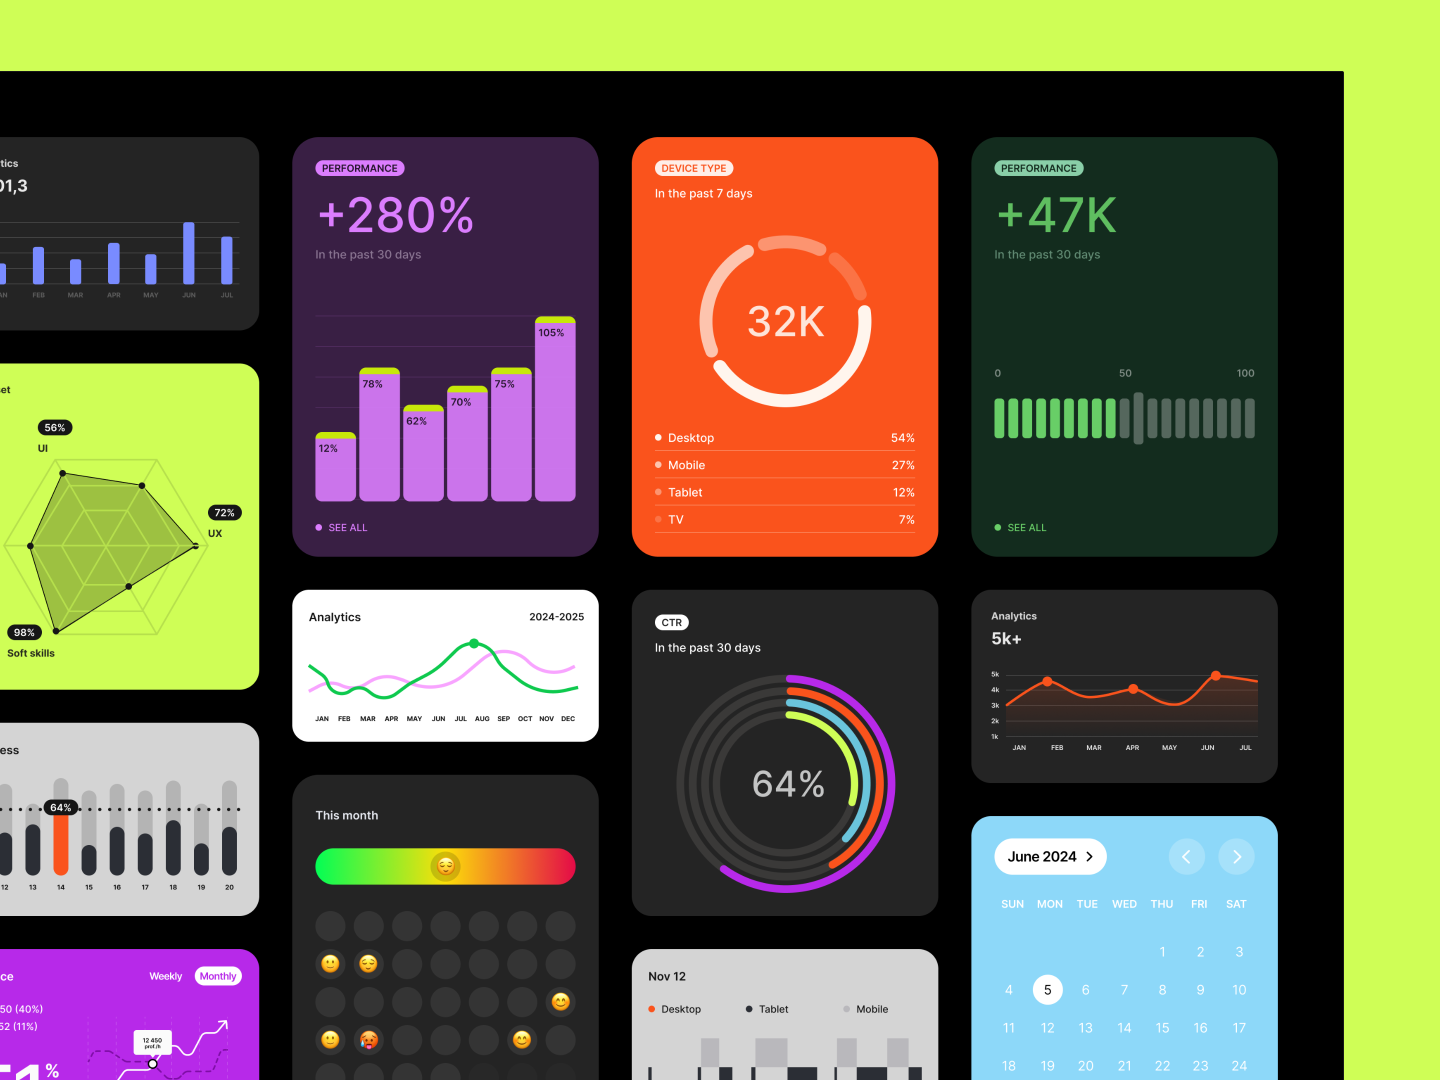 tics
01,3
AN FEB MAR APR MAY JUN JUL
set
56%
UI
72%
UX
98%
Soft skills
ess
64%
12 13 14 15 16 17 18 19 20
ce
Weekly Monthly
50 (40%)
52 (11%)
12 450
prof./h
51%
PERFORMANCE
+280%
In the past 30 days
105%
78%
75%
70%
62%
12%
SEE ALL
Analytics 2024-2025
JAN FEB MAR APR MAY JUN JUL AUG SEP OCT NOV DEC
This month
DEVICE TYPE
In the past 7 days
32K
Desktop 54%
Mobile 27%
Tablet 12%
TV 7%
CTR
In the past 30 days
64%
Nov 12
Desktop Tablet Mobile
PERFORMANCE
+47K
In the past 30 days
0 50 100
SEE ALL
Analytics
5k+
5k
4k
3k
2k
1k
JAN FEB MAR APR MAY JUN JUL
June 2024
SUN MON TUE WED THU FRI SAT
1 2 3
4 5 6 7 8 9 10
11 12 13 14 15 16 17
18 19 20 21 22 23 24